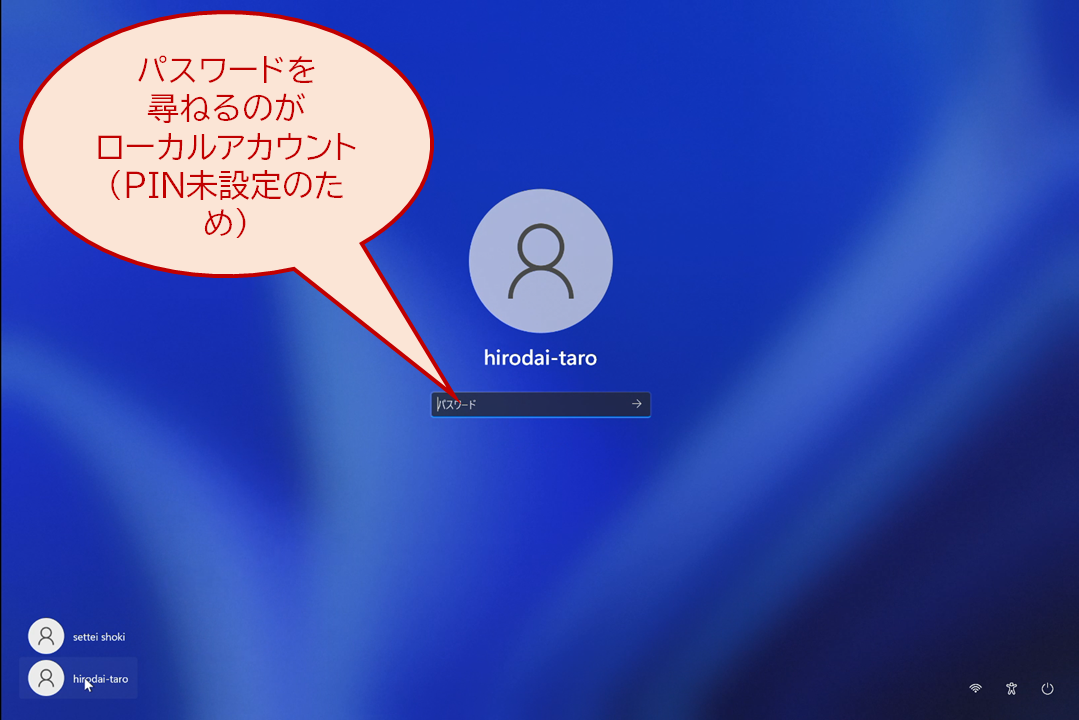 パスワードを
尋ねるのが
ローカルアカウント
（PIN未設定のた
め）
hirodai-taro
パスワード
settei shoki
hirodai-taro